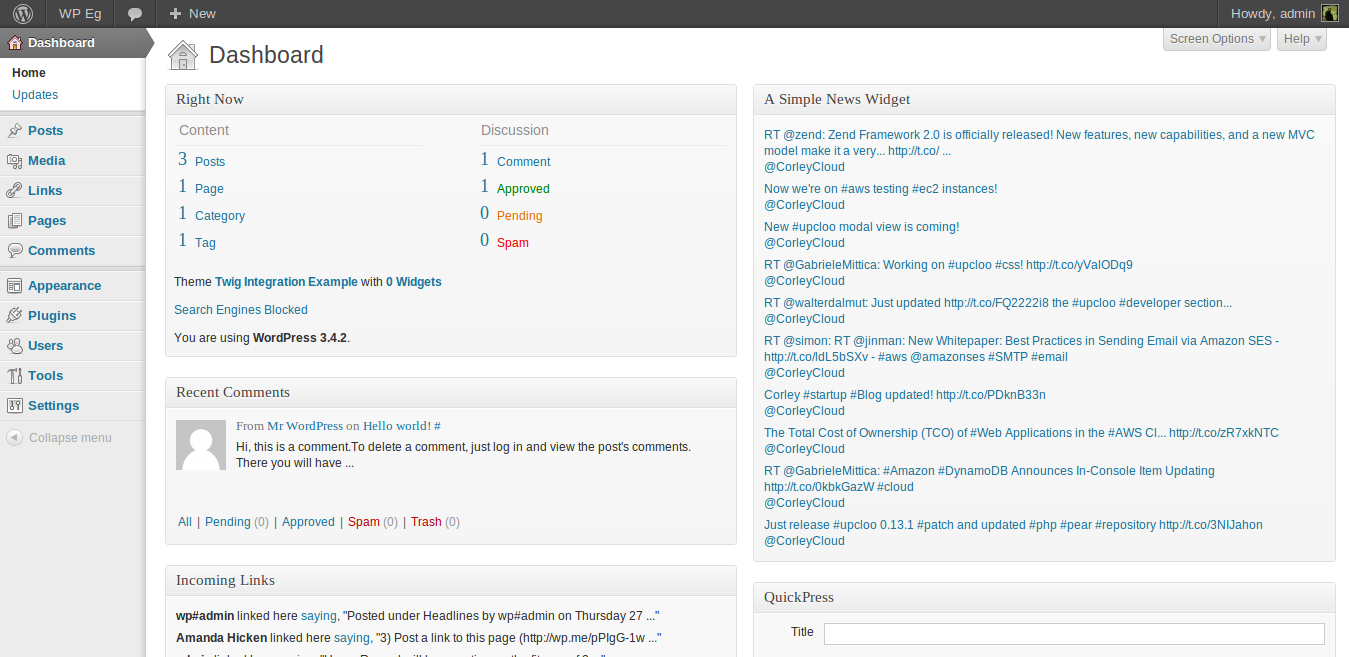 WP Eg
New
Howdy, admin
Dashboard
Home
Updates
Posts
Media
Links
Pages
Comments
Appearance
Plugins
Users
Tools
Settings
Collapse menu
Screen Options
Help
Dashboard
Right Now
Content
3 Posts
1 Page
1 Category
1 Tag
Discussion
1 Comment
1 Approved
0 Pending
0 Spam
Theme Twig Integration Example with 0 Widgets
Search Engines Blocked
You are using WordPress 3.4.2.
Recent Comments
From Mr WordPress on Hello world! #
Hi, this is a comment.To delete a comment, just log in and view the post's comments.
There you will have ...
All | Pending (0) | Approved | Spam (0) | Trash (0)
Incoming Links
wp#admin linked here saying, "Posted under Headlines by wp#admin on Thursday 27 ..."
Amanda Hicken linked here saying, "3) Post a link to this page (http://wp.me/pPIgG-1w ..."
A Simple News Widget
RT @zend: Zend Framework 2.0 is officially released! New features, new capabilities, and a new MVC
model make it a very... http://t.co/ ...
@CorleyCloud
Now we're on #aws testing #ec2 instances!
@CorleyCloud
New #upcloo modal view is coming!
@CorleyCloud
RT @GabrieleMittica: Working on #upcloo #css! http://t.co/yValODq9
@CorleyCloud
RT @walterdalmut: Just updated http://t.co/FQ2222i8 the #upcloo #developer section...
@CorleyCloud
RT @simon: RT @jinman: New Whitepaper: Best Practices in Sending Email via Amazon SES -
http://t.co/ldL5bSXv - #aws @amazonses #SMTP #email
@CorleyCloud
Corley #startup #Blog updated! http://t.co/PDknB33n
@CorleyCloud
The Total Cost of Ownership (TCO) of #Web Applications in the #AWS Cl... http://t.co/zR7xkNTC
@CorleyCloud
RT @GabrieleMittica: #Amazon #DynamoDB Announces In-Console Item Updating
http://t.co/0kbkGazW #cloud
@CorleyCloud
Just release #upcloo 0.13.1 #patch and updated #php #pear #repository http://t.co/3NIJahon
@CorleyCloud
QuickPress
Title